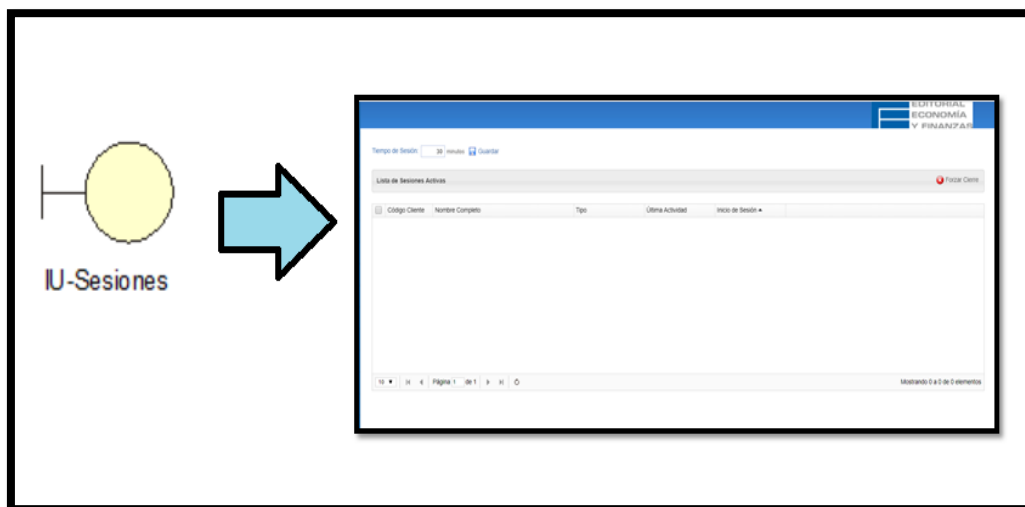 EDITORIAL
ECONOMÍA
Y FINANZAS
Tiempo de Sesión: 30 minutos Guardar
Lista de Sesiones Activas Forzar Cierre
Código Cliente Nombre Completo Tipo Última Actividad Inicio de Sesión
IU-Sesiones
10 Página 1 de 1 Mostrando 0 a 0 de 0 elementos